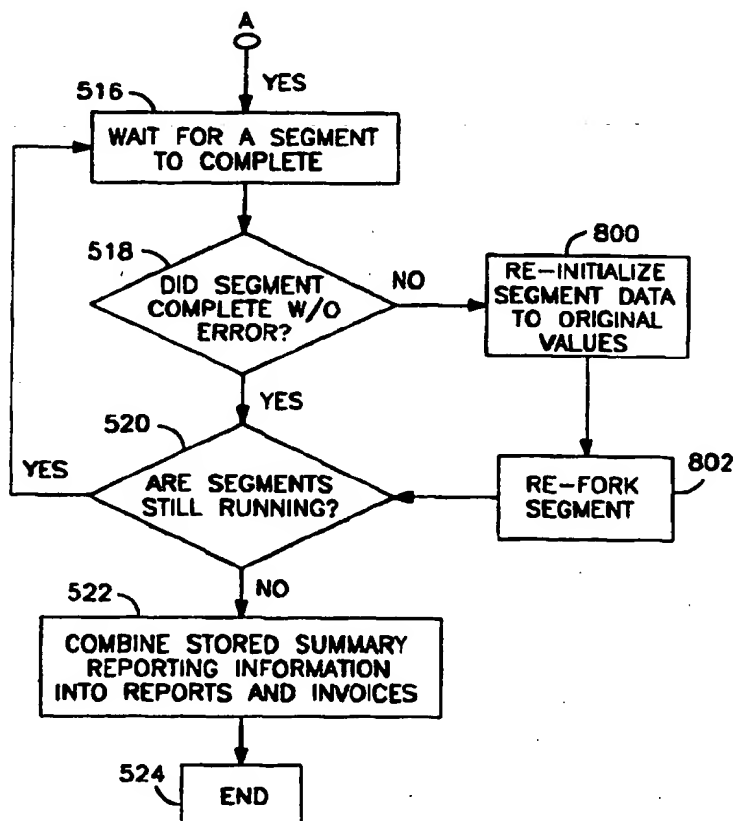 A
YES
516
WAIT FOR A SEGMENT
TO COMPLETE
518
DID SEGMENT
COMPLETE W/O
ERROR?
NO
800
RE-INITIALIZE
SEGMENT DATA
TO ORIGINAL
VALUES
YES
520
YES
ARE SEGMENTS
STILL RUNNING?
RE-FORK
SEGMENT
802
NO
522
COMBINE STORED SUMMARY
REPORTING INFORMATION
INTO REPORTS AND INVOICES
524
END